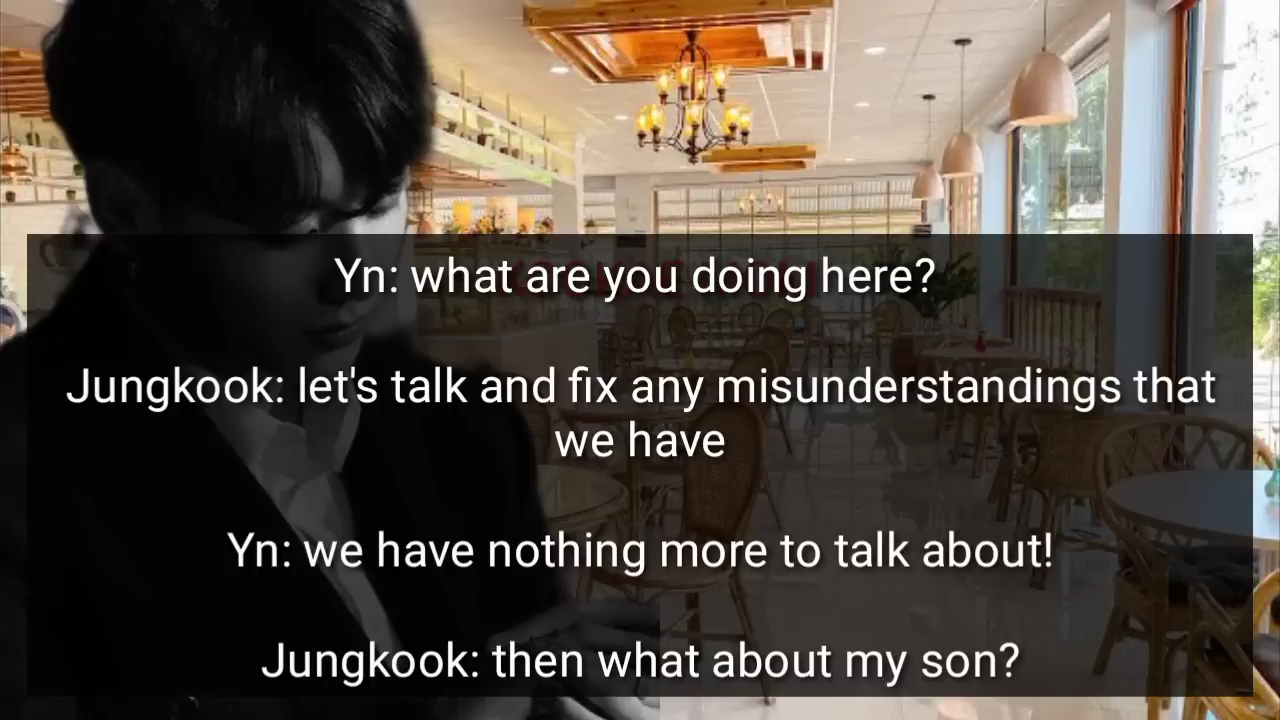 Yn: what are you doing here?
Jungkook: let's talk and fix any misunderstandings that
we have
Yn: we have nothing more to talk about!
Jungkook: then what about my son?